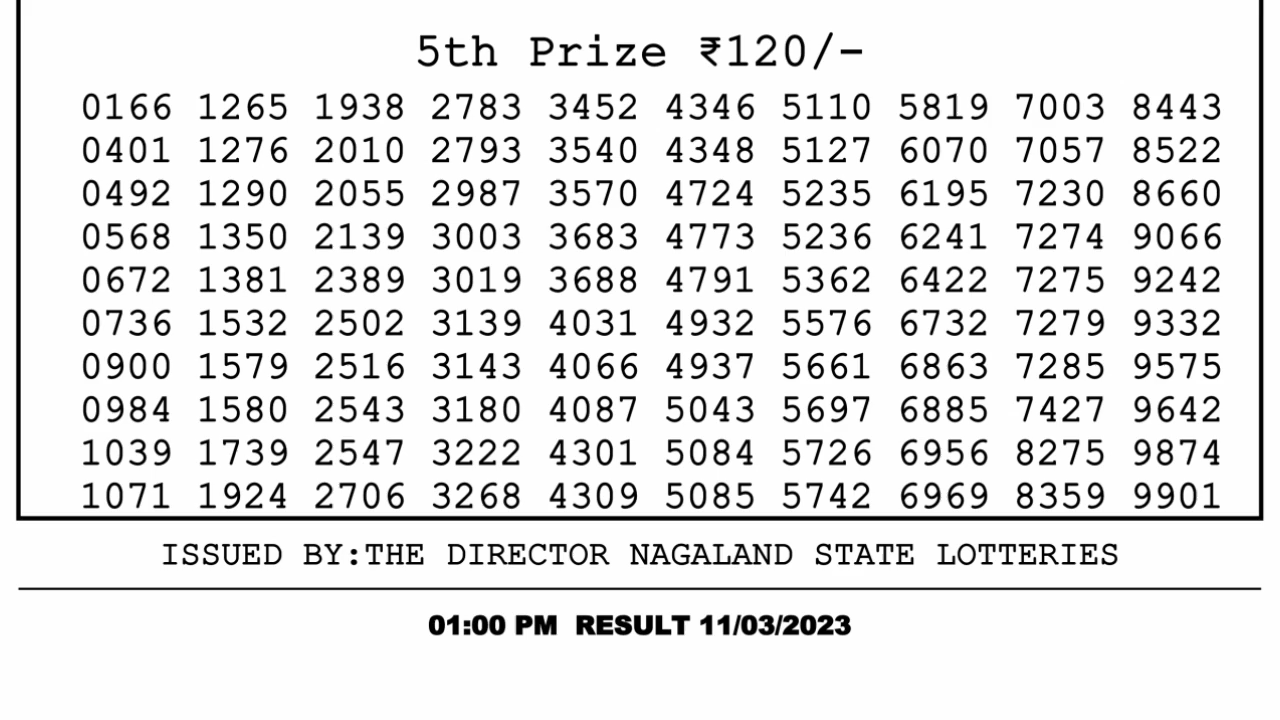 5th Prize ₹120/-
0166 1265 1938 2783 3452 4346 5110 5819 7003 8443
0401 1276 2010 2793 3540 4348 5127 6070 7057 8522
0492 1290 2055 2987 3570 4724 5235 6195 7230 8660
0568 1350 2139 3003 3683 4773 5236 6241 7274 9066
0672 1381 2389 3019 3688 4791 5362 6422 7275 9242
0736 1532 2502 3139 4031 4932 5576 6732 7279 9332
0900 1579 2516 3143 4066 4937 5661 6863 7285 9575
0984 1580 2543 3180 4087 5043 5697 6885 7427 9642
1039 1739 2547 3222 4301 5084 5726 6956 8275 9874
1071 1924 2706 3268 4309 5085 5742 6969 8359 9901
ISSUED BY:THE DIRECTOR NAGALAND STATE LOTTERIES
01:00 PM RESULT 11/03/2023